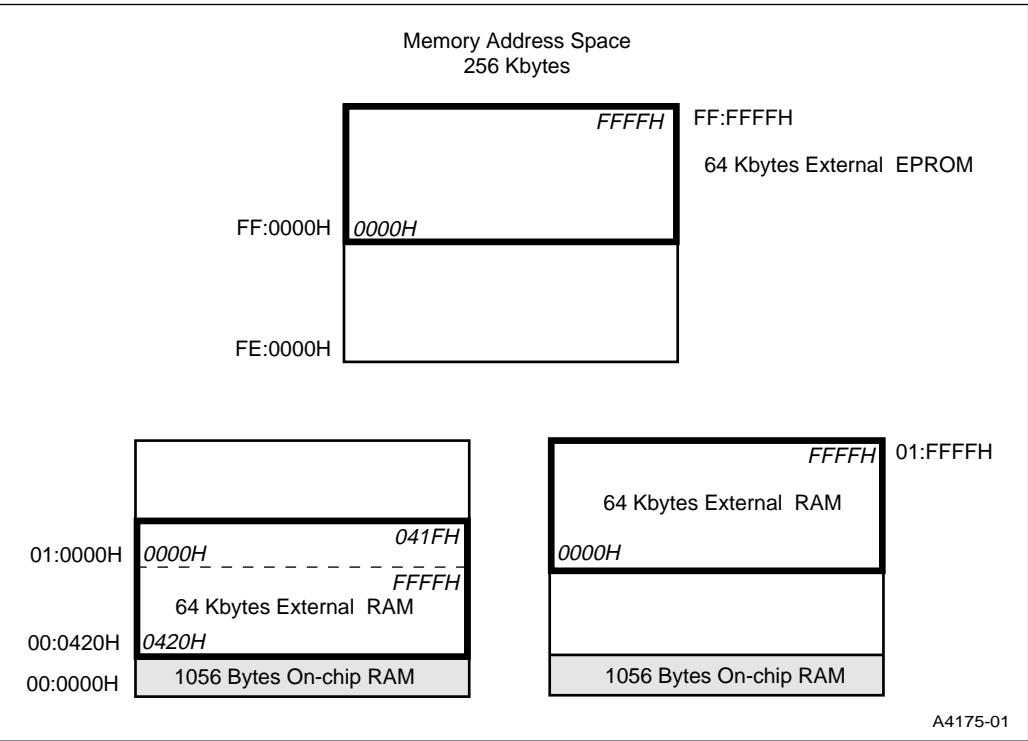 Memory Address Space
256 Kbytes
FFFFH
FF:FFFFH
64 Kbytes External EPROM
FF:0000H
0000H
FE:0000H
041FH
01:0000H
0000H
FFFFH
64 Kbytes External RAM
00:0420H
0420H
00:0000H
1056 Bytes On-chip RAM
FFFFH
01:FFFFH
64 Kbytes External RAM
0000H
1056 Bytes On-chip RAM
A4175-01